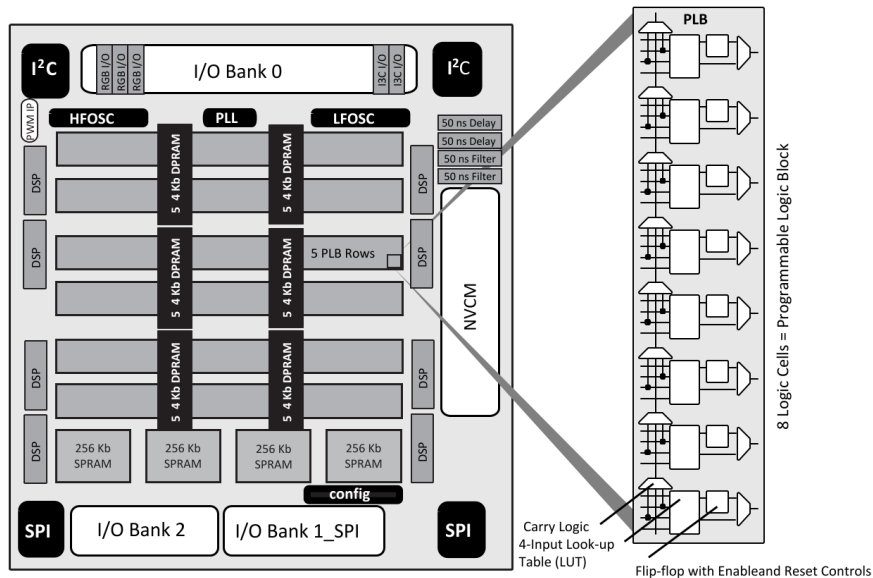 PLB
I²C
RGB I/O
RGB I/O
RGB I/O
I/O Bank 0
I3C I/O
I3C I/O
I²C
PWM IP
HFOSC
PLL
LFOSC
50 ns Delay
50 ns Delay
50 ns Filter
50 ns Filter
DSP
5 4 Kb DPRAM
5 4 Kb DPRAM
DSP
DSP
5 4 Kb DPRAM
5 4 Kb DPRAM
5 PLB Rows
DSP
NVCM
8 Logic Cells = Programmable Logic Block
DSP
5 4 Kb DPRAM
5 4 Kb DPRAM
DSP
DSP
256 Kb
SPRAM
256 Kb
SPRAM
256 Kb
SPRAM
256 Kb
SPRAM
DSP
config
SPI
I/O Bank 2
I/O Bank 1_SPI
SPI
Carry Logic
4-Input Look-up
Table (LUT)
Flip-flop with Enableand Reset Controls